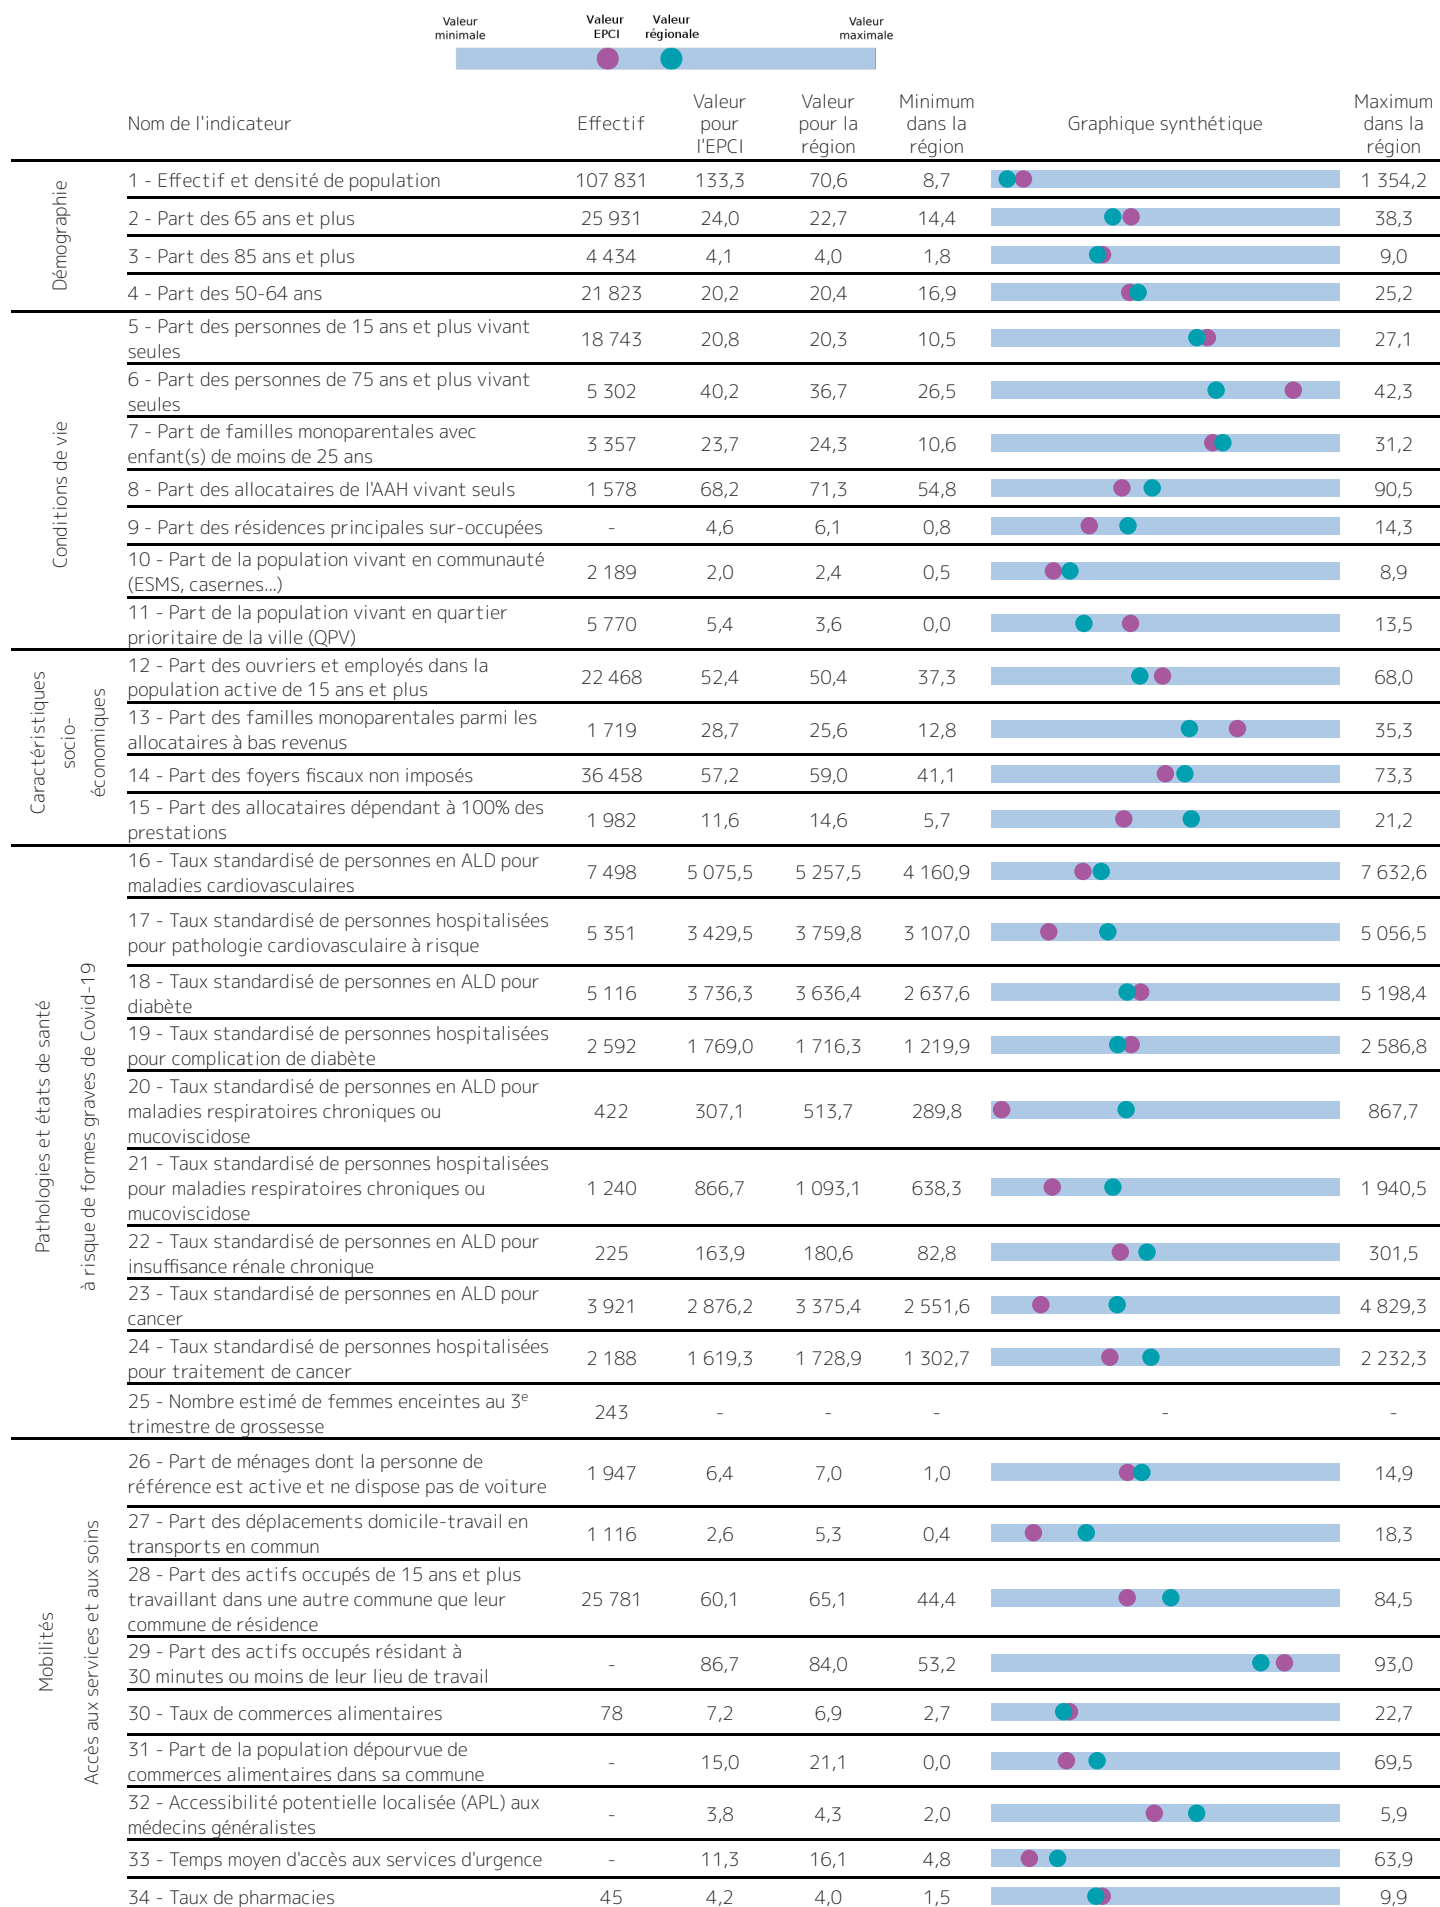 Valeur minimale
Valeur EPCI
Valeur régionale
Valeur maximale
Nom de l'indicateur
Effectif
Valeur pour l'EPCI
Valeur pour la région
Minimum dans la région
Graphique synthétique
Maximum dans la région
Démographie
1 - Effectif et densité de population 107 831 133,3 70,6 8,7 1 354,2
2 - Part des 65 ans et plus 25 931 24,0 22,7 14,4 38,3
3 - Part des 85 ans et plus 4 434 4,1 4,0 1,8 9,0
4 - Part des 50-64 ans 21 823 20,2 20,4 16,9 25,2
Conditions de vie
5 - Part des personnes de 15 ans et plus vivant
seules 18 743 20,8 20,3 10,5 27,1
6 - Part des personnes de 75 ans et plus vivant
seules 5 302 40,2 36,7 26,5 42,3
7 - Part de familles monoparentales avec
enfant(s) de moins de 25 ans 3 357 23,7 24,3 10,6 31,2
8 - Part des allocataires de l'AAH vivant seuls 1 578 68,2 71,3 54,8 90,5
9 - Part des résidences principales sur-occupées - 4,6 6,1 0,8 14,3
10 - Part de la population vivant en communauté
(ESMS, casernes...) 2 189 2,0 2,4 0,5 8,9
11 - Part de la population vivant en quartier
prioritaire de la ville (QPV) 5 770 5,4 3,6 0,0 13,5
Caractéristiques
socio-
économiques
12 - Part des ouvriers et employés dans la
population active de 15 ans et plus 22 468 52,4 50,4 37,3 68,0
13 - Part des familles monoparentales parmi les
allocataires à bas revenus 1 719 28,7 25,6 12,8 35,3
14 - Part des foyers fiscaux non imposés 36 458 57,2 59,0 41,1 73,3
15 - Part des allocataires dépendant à 100% des
prestations 1 982 11,6 14,6 5,7 21,2
Pathologies et états de santé
à risque de formes graves de Covid-19
16 - Taux standardisé de personnes en ALD pour
maladies cardiovasculaires 7 498 5 075,5 5 257,5 4 160,9 7 632,6
17 - Taux standardisé de personnes hospitalisées
pour pathologie cardiovasculaire à risque 5 351 3 429,5 3 759,8 3 107,0 5 056,5
18 - Taux standardisé de personnes en ALD pour
diabète 5 116 3 736,3 3 636,4 2 637,6 5 198,4
19 - Taux standardisé de personnes hospitalisées
pour complication de diabète 2 592 1 769,0 1 716,3 1 219,9 2 586,8
20 - Taux standardisé de personnes en ALD pour
maladies respiratoires chroniques ou 422 307,1 513,7 289,8 867,7
mucoviscidose
21 - Taux standardisé de personnes hospitalisées
pour maladies respiratoires chroniques ou 1 240 866,7 1 093,1 638,3 1 940,5
mucoviscidose
22 - Taux standardisé de personnes en ALD pour
insuffisance rénale chronique 225 163,9 180,6 82,8 301,5
23 - Taux standardisé de personnes en ALD pour
cancer 3 921 2 876,2 3 375,4 2 551,6 4 829,3
24 - Taux standardisé de personnes hospitalisées
pour traitement de cancer 2 188 1 619,3 1 728,9 1 302,7 2 232,3
25 - Nombre estimé de femmes enceintes au 3e
trimestre de grossesse 243 - - - - -
Mobilités
Accès aux services et aux soins
26 - Part de ménages dont la personne de
référence est active et ne dispose pas de voiture 1 947 6,4 7,0 1,0 14,9
27 - Part des déplacements domicile-travail en
transports en commun 1 116 2,6 5,3 0,4 18,3
28 - Part des actifs occupés de 15 ans et plus
travaillant dans une autre commune que leur 25 781 60,1 65,1 44,4 84,5
commune de résidence
29 - Part des actifs occupés résidant à
30 minutes ou moins de leur lieu de travail - 86,7 84,0 53,2 93,0
30 - Taux de commerces alimentaires 78 7,2 6,9 2,7 22,7
31 - Part de la population dépourvue de
commerces alimentaires dans sa commune - 15,0 21,1 0,0 69,5
32 - Accessibilité potentielle localisée (APL) aux
médecins généralistes - 3,8 4,3 2,0 5,9
33 - Temps moyen d'accès aux services d'urgence - 11,3 16,1 4,8 63,9
34 - Taux de pharmacies 45 4,2 4,0 1,5 9,9